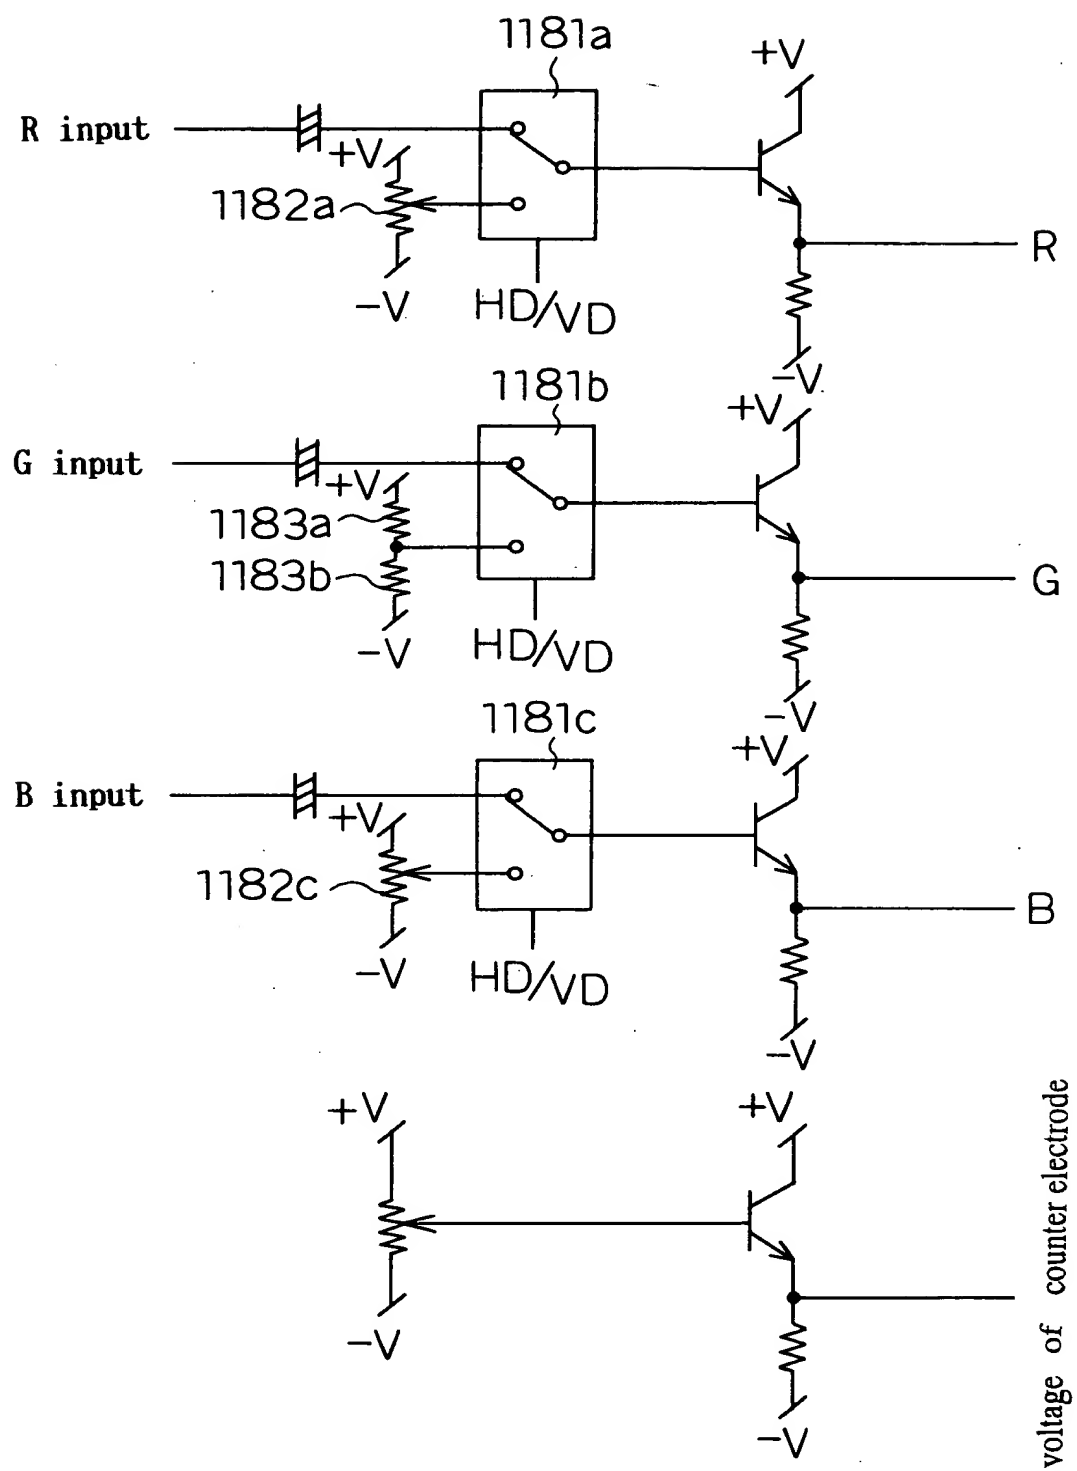 1181a
+V
R input
+V
1182a
R
-V
HD/VD
-V
1181b
+V
G input
+V
1183a
1183b
G
-V
HD/VD
-V
1181c
+V
B input
+V
1182c
B
-V
HD/VD
-V
+V
+V
-V
-V
voltage of counter electrode